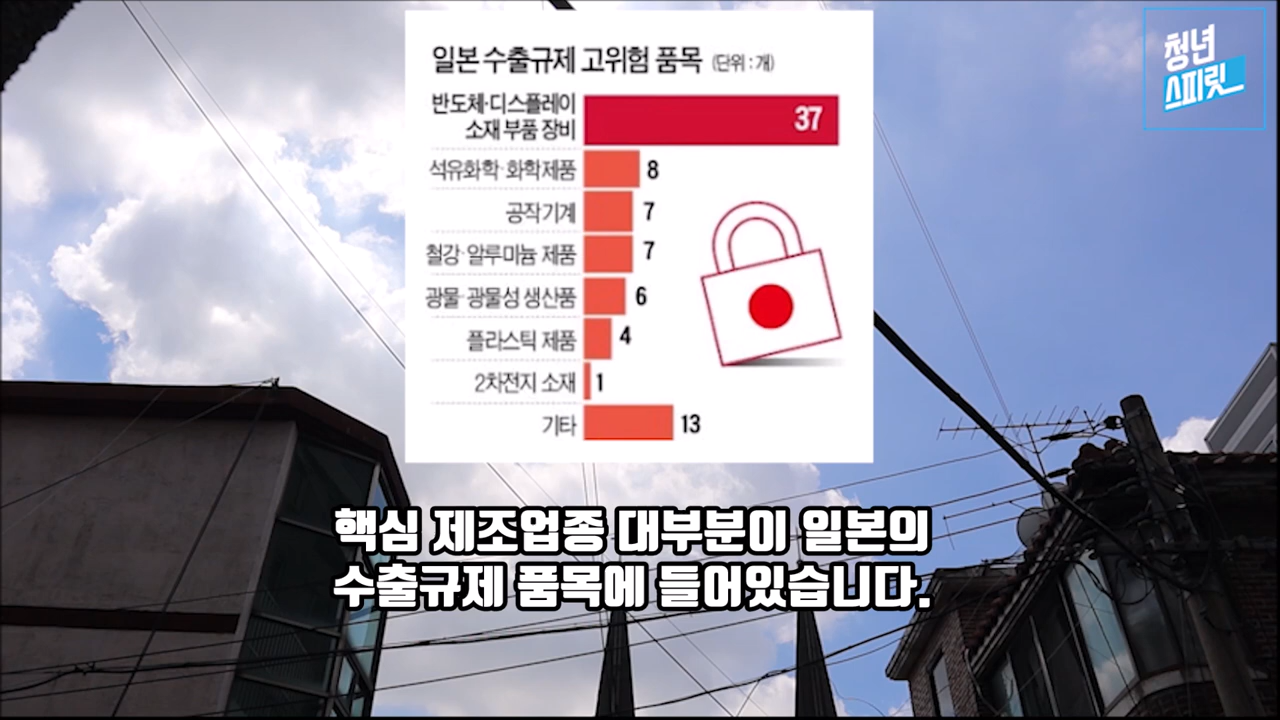 청년
스피릿
일본 수출규제 고위험 품목 (단위 : 개)
반도체·디스플레이
소재 부품 장비 37
석유화학·화학제품 8
공작기계 7
철강·알루미늄 제품 7
광물·광물성 생산품 6
플라스틱 제품 4
2차전지 소재 1
기타 13
핵심 제조업종 대부분이 일본의
수출규제 품목에 들어있습니다.